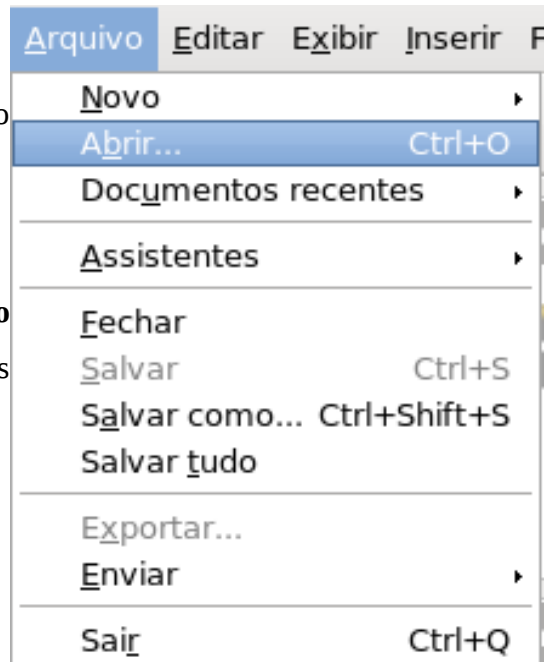 Arquivo Editar Exibir Inserir F
Novo
o
Abrir... Ctrl+O
Documentos recentes
Assistentes
o
Fechar
s
Salvar Ctrl+S
Salvar como... Ctrl+Shift+S
Salvar tudo
Exportar...
Enviar
Sair Ctrl+Q